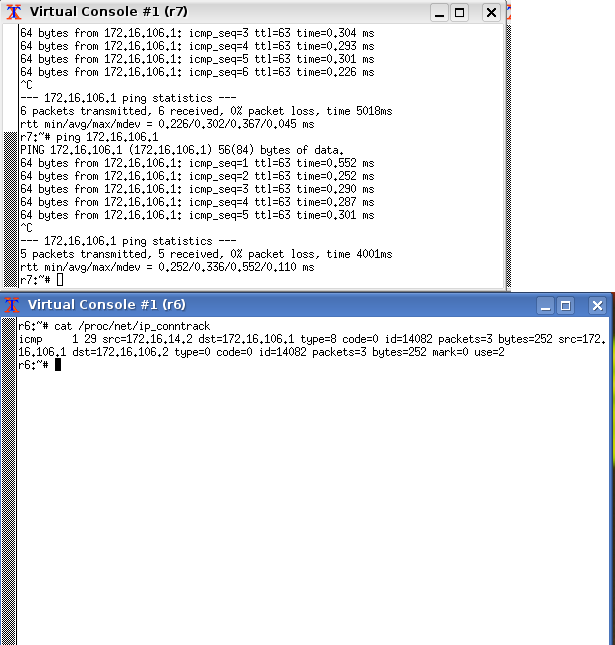 Virtual Console #1 (r7)
64 bytes from 172.16.106.1: icmp_seq=3 ttl=63 time=0.304 ms
64 bytes from 172.16.106.1: icmp_seq=4 ttl=63 time=0.293 ms
64 bytes from 172.16.106.1: icmp_seq=5 ttl=63 time=0.301 ms
64 bytes from 172.16.106.1: icmp_seq=6 ttl=63 time=0.226 ms
^C
--- 172.16.106.1 ping statistics ---
6 packets transmitted, 6 received, 0% packet loss, time 5018ms
rtt min/avg/max/mdev = 0.226/0.302/0.367/0.045 ms
r7:~# ping 172.16.106.1
PING 172.16.106.1 (172.16.106.1) 56(84) bytes of data.
64 bytes from 172.16.106.1: icmp_seq=1 ttl=63 time=0.552 ms
64 bytes from 172.16.106.1: icmp_seq=2 ttl=63 time=0.252 ms
64 bytes from 172.16.106.1: icmp_seq=3 ttl=63 time=0.290 ms
64 bytes from 172.16.106.1: icmp_seq=4 ttl=63 time=0.287 ms
64 bytes from 172.16.106.1: icmp_seq=5 ttl=63 time=0.301 ms
^C
--- 172.16.106.1 ping statistics ---
5 packets transmitted, 5 received, 0% packet loss, time 4001ms
rtt min/avg/max/mdev = 0.252/0.336/0.552/0.110 ms
r7:~#
Virtual Console #1 (r6)
r6:~# cat /proc/net/ip_conntrack
icmp     1 29 src=172.16.14.2 dst=172.16.106.1 type=8 code=0 id=14082 packets=3 bytes=252 src=172.
16.106.1 dst=172.16.106.2 type=0 code=0 id=14082 packets=3 bytes=252 mark=0 use=2
r6:~#